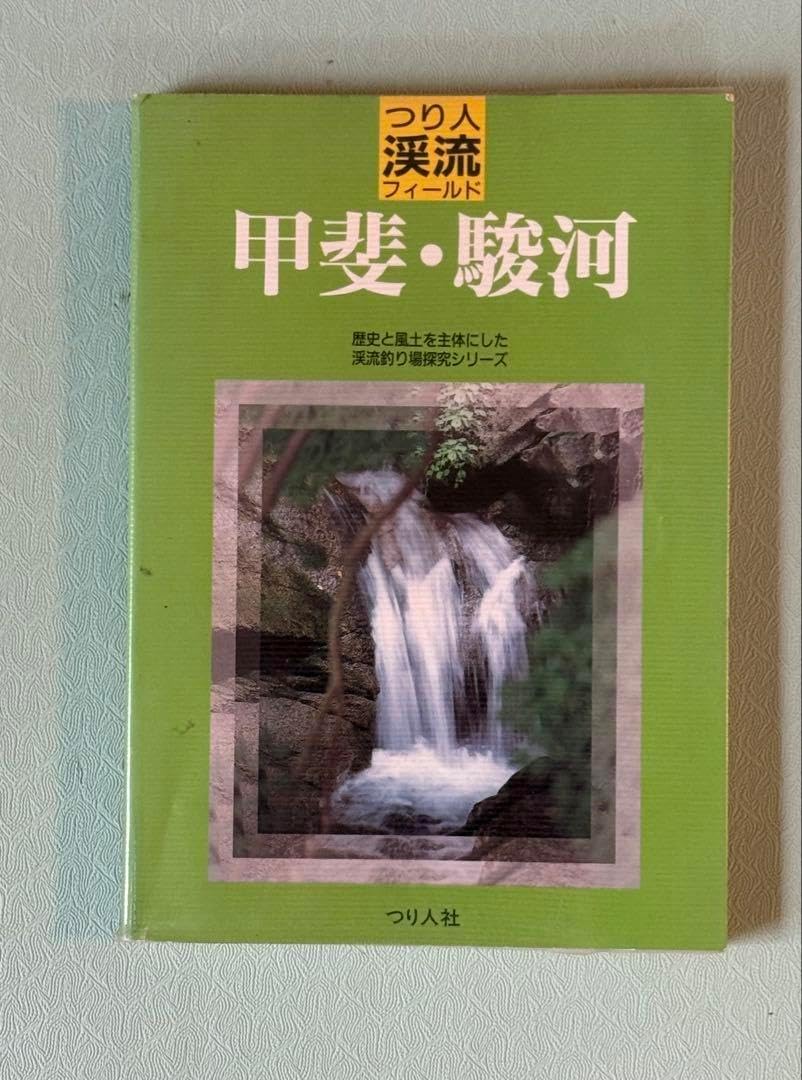 つり人
渓流
フィールド
甲斐・駿河
歴史と風土を主体にした
渓流釣り場探究シリーズ
つり人社